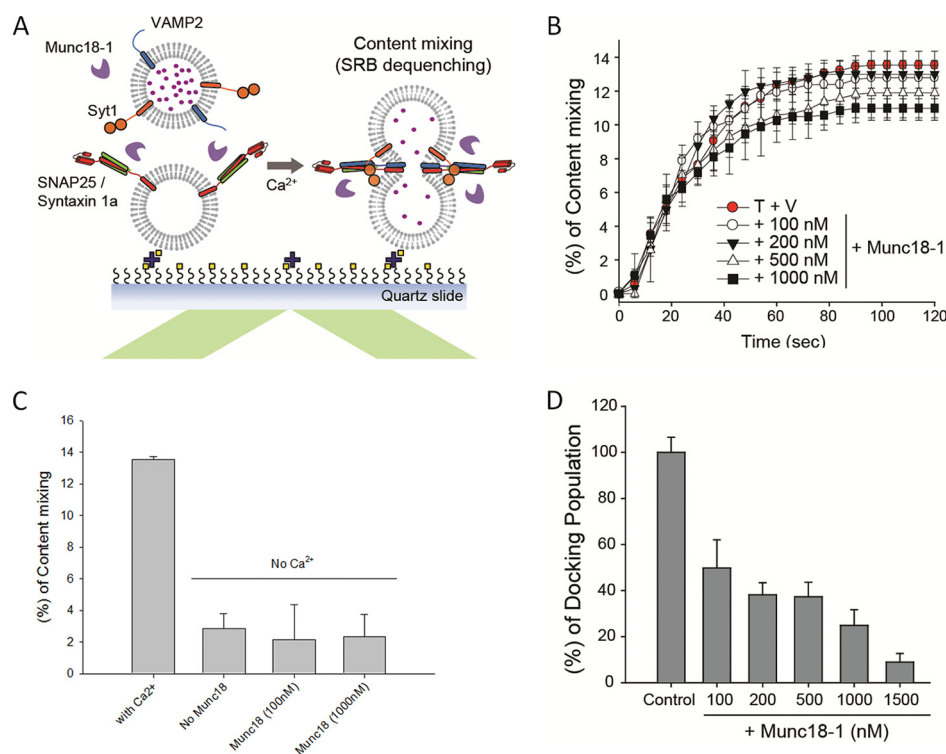 A
VAMP2
Munc18-1
Syt1
SNAP25 /
Syntaxin 1a
Ca2+
Content mixing
(SRB dequenching)
Quartz slide
B
(%) of Content mixing
14
12
10
8
6
4
2
0
T + V
+ 100 nM
+ 200 nM
+ 500 nM
+ 1000 nM
+ Munc18-1
0 20 40 60 80 100 120
Time (sec)
C
(%) of Content mixing
16
14
12
10
8
6
4
2
0
No Ca2+
with Ca2+
No Munc18
Munc18 (100nM)
Munc18 (1000nM)
D
(%) of Docking Population
120
100
80
60
40
20
0
Control 100 200 500 1000 1500
+ Munc18-1 (nM)